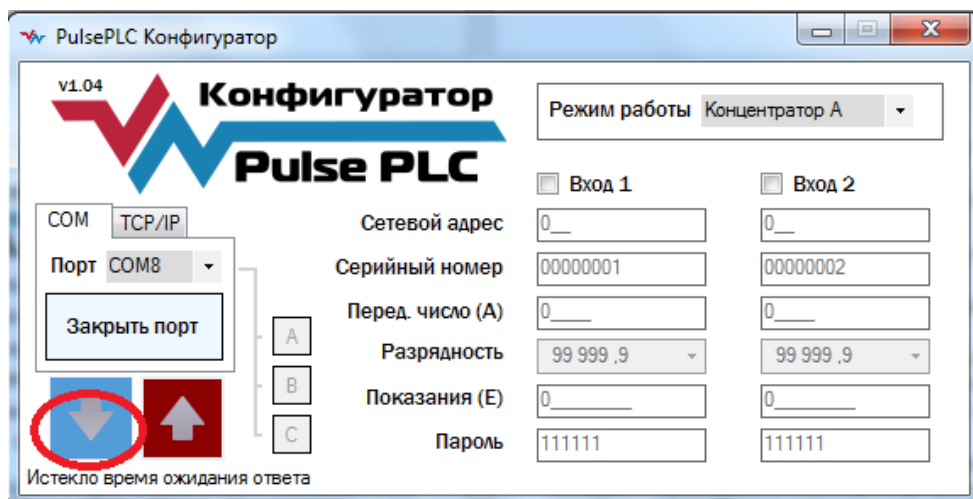 PulsePLC Конфигуратор
v1.04
Конфигуратор
Pulse PLC
Режим работы Концентратор А
Вход 1 Вход 2
COM TCP/IP
Порт COM8
Закрыть порт
A
B
C
Сетевой адрес 0__ 0__
Серийный номер 00000001 00000002
Перед. число (А) 0____ 0____
Разрядность 99 999 ,9 99 999 ,9
Показания (Е) 0________ 0________
Пароль 111111 111111
Истекло время ожидания ответа